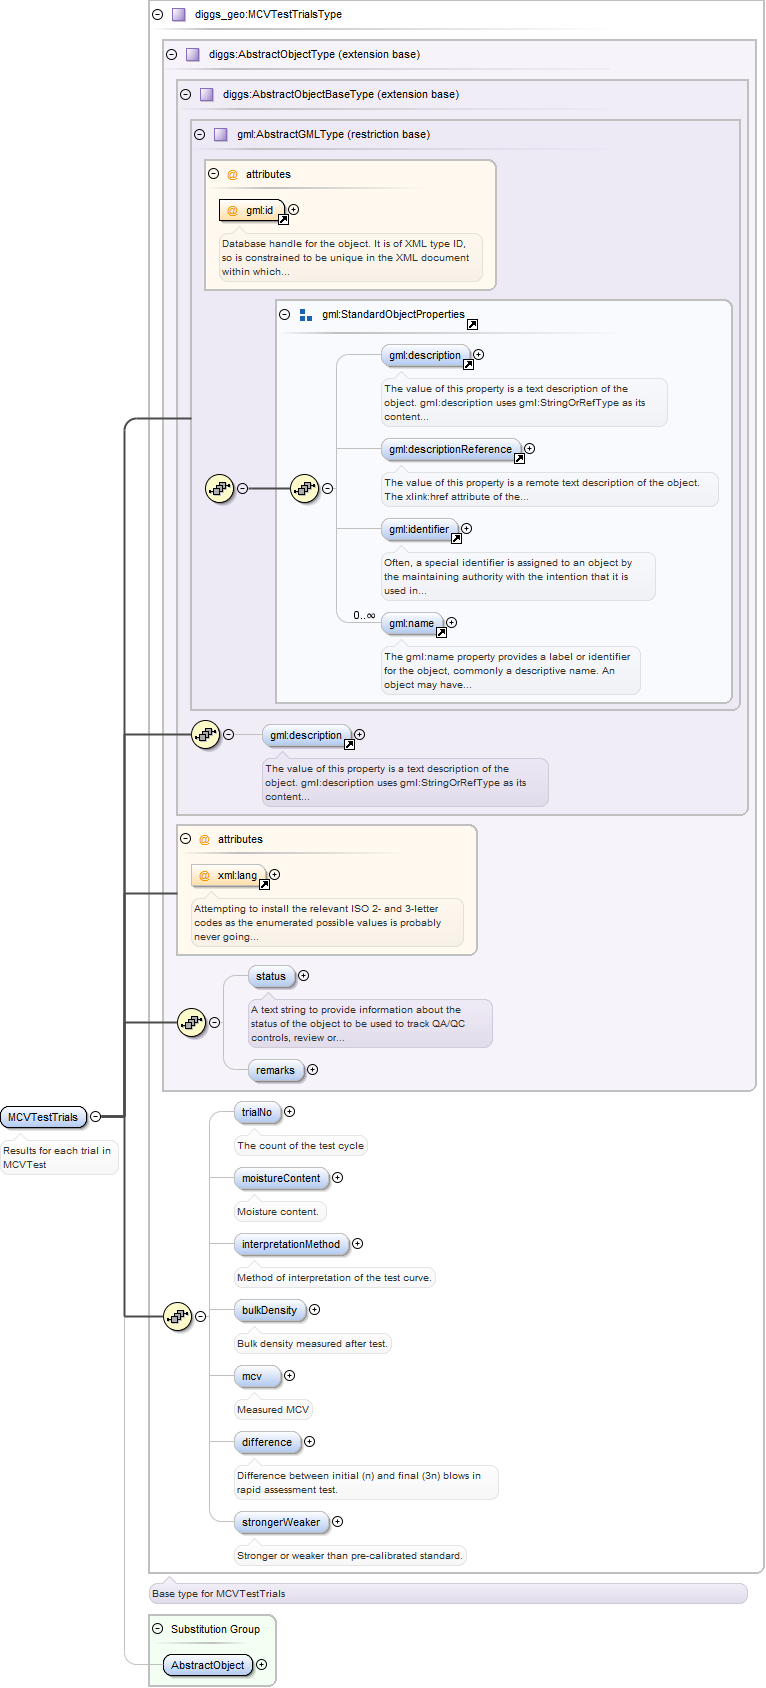 diggs_geo:MCVTestTrialsType
diggs:AbstractObjectType (extension base)
diggs:AbstractObjectBaseType (extension base)
gml:AbstractGMLType (restriction base)
@ attributes
@ gml:id
Database handle for the object. It is of XML type ID,
so is constrained to be unique in the XML document
within which...
gml:StandardObjectProperties
gml:description
The value of this property is a text description of the
object. gml:description uses gml:StringOrRefType as its
content...
gml:descriptionReference
The value of this property is a remote text description of the object.
The xlink:href attribute of the...
gml:identifier
Often, a special identifier is assigned to an object by
the maintaining authority with the intention that it is
used in...
0..∞
gml:name
The gml:name property provides a label or identifier
for the object, commonly a descriptive name. An
object may have...
gml:description
The value of this property is a text description of the
object. gml:description uses gml:StringOrRefType as its
content...
@ attributes
@ xml:lang
Attempting to install the relevant ISO 2- and 3-letter
codes as the enumerated possible values is probably
never going...
status
A text string to provide information about the
status of the object to be used to track QA/QC
controls, review or...
remarks
MCVTestTrials
Results for each trial in
MCVTest
trialNo
The count of the test cycle
moistureContent
Moisture content.
interpretationMethod
Method of interpretation of the test curve.
bulkDensity
Bulk density measured after test.
mcv
Measured MCV
difference
Difference between initial (n) and final (3n) blows in
rapid assessment test.
strongerWeaker
Stronger or weaker than pre-calibrated standard.
Base type for MCVTestTrials
Substitution Group
AbstractObject